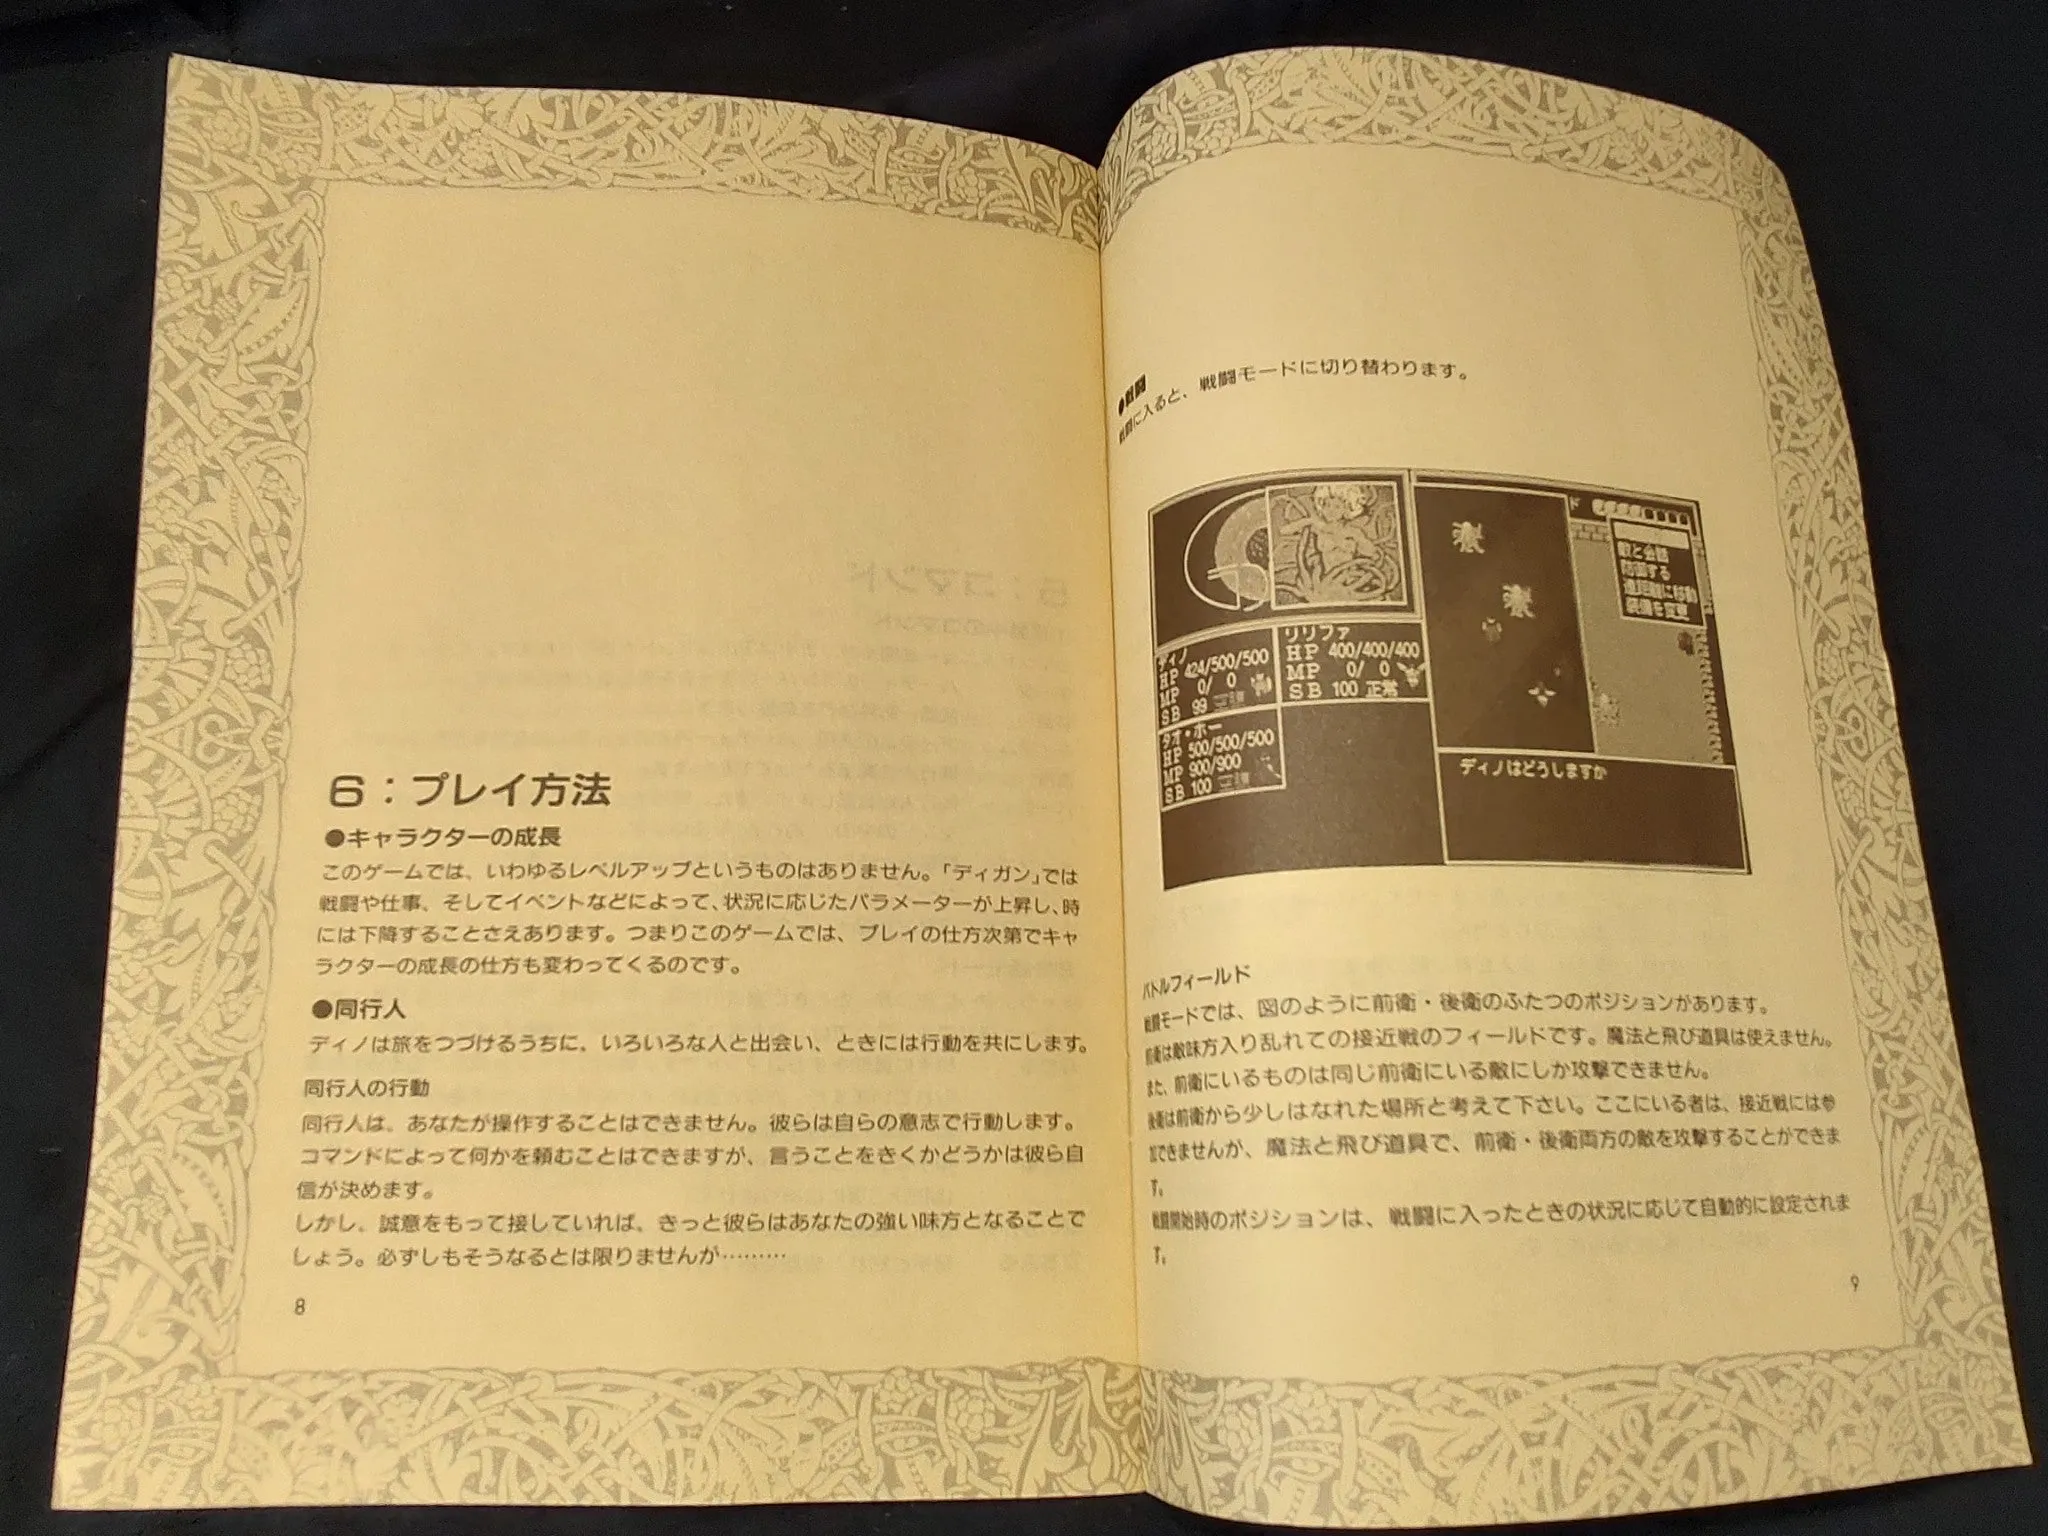 6：プレイ方法
●キャラクターの成長
このゲームでは、いわゆるレベルアップというものはありません。「ディガン」では
戦闘や仕事、そしてイベントなどによって、状況に応じたパラメーターが上昇し、時
には下降することさえあります。つまりこのゲームでは、プレイの仕方次第でキャ
ラクターの成長の仕方も変わってくるのです。
●同行人
ディノは旅をつづけるうちに、いろいろな人と出会い、ときには行動を共にします。
同行人の行動
同行人は、あなたが操作することはできません。彼らは自らの意志で行動します。
コマンドによって何かを頼むことはできますが、言うことをきくかどうかは彼ら自
信が決めます。
しかし、誠意をもって接していれば、きっと彼らはあなたの強い味方となることで
しょう。必ずしもそうなるとは限りませんが………
8
●戦闘
戦闘に入ると、戦闘モードに切り替わります。
ド
敵と会話
防御する
遠距離に移動
装備を変更
ディノ
HP 424/500/500
MP 0/ 0
SB 99
リリファ
HP 400/400/400
MP 0/ 0
SB 100 正常
タオ・ホー
HP 500/500/500
MP 900/900
SB 100
ディノはどうしますか
バトルフィールド
戦闘モードでは、図のように前衛・後衛のふたつのポジションがあります。
前衛は敵味方入り乱れての接近戦のフィールドです。魔法と飛び道具は使えません。
また、前衛にいるものは同じ前衛にいる敵にしか攻撃できません。
後衛は前衛から少しはなれた場所と考えて下さい。ここにいる者は、接近戦には参
加できませんが、魔法と飛び道具で、前衛・後衛両方の敵を攻撃することができま
す。
戦闘開始時のポジションは、戦闘に入ったときの状況に応じて自動的に設定されま
す。
9